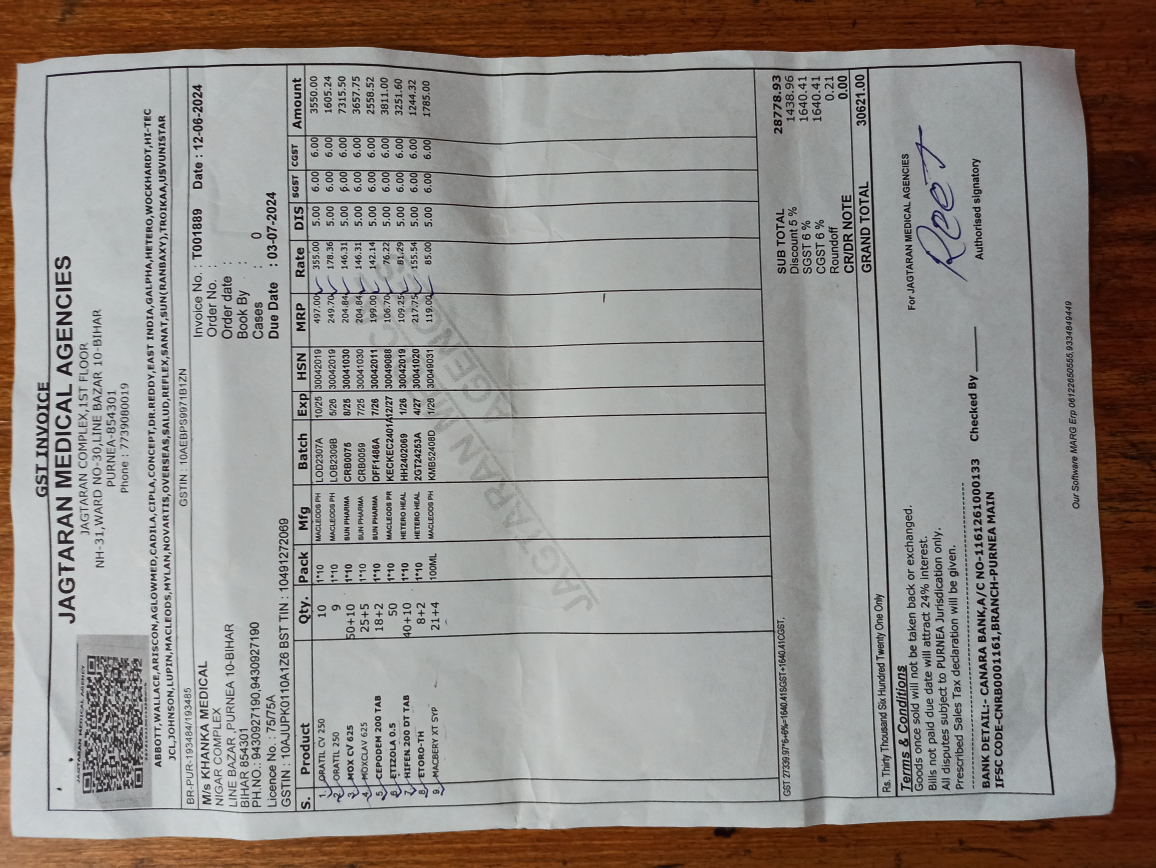 GST INVOICE
JAGTARAN MEDICAL AGENCIES
JAGTARAN COMPLEX,1ST FLOOR
NH-31,WARD NO-30,LINE BAZAR 10-BIHAR
PURNEA-854301
Phone : 7739080019
ABBOTT,WALLACE,ARISCON,AGLOWMED,CADILA,CIPLA,CONCEPT,DR.REDDY,EAST INDIA,GALPHA,HETERO,WOCKHARDT,HI-TEC
JCL,JOHNSON,LUPIN,MACLEODS,MYLAN,NOVARTIS,OVERSEAS,SALUD,REFLEX,SANAT,SUN(RANBAXY),TROIKAA,USVUNISTAR
BR-PUR-193484/193485 GSTIN : 10AEBPS9971B1ZN
M/s KHANKA MEDICAL
NIGAR COMPLEX
LINE BAZAR ,PURNEA 10-BIHAR
BIHAR 854301
PH.NO.: 9430927190,9430927190
Licence No. : 75/75A
GSTIN : 10AJUPK0110A1Z6 BST TIN : 10491272069
Invoice No. : T001889 Date : 12-06-2024
Order No. :
Order date :
Book By :
Cases : 0
Due Date : 03-07-2024
S. Product Qty. Pack Mfg Batch Exp HSN MRP Rate DIS SGST CGST Amount
1. ORATIL CV 250 10 1*10 MACLEODS PH LOD2307A 10/25 30042019 497.00 355.00 5.00 6.00 6.00 3550.00
2. ORATIL 250 9 1*10 MACLEODS PH LOB2309B 5/26 30042019 249.70 178.36 5.00 6.00 6.00 1605.24
3. MOX CV 625 50+10 1*10 SUN PHARMA CRB0075 8/25 30041030 204.84 146.31 5.00 6.00 6.00 7315.50
4. MOXCLAV 625 25+5 1*10 SUN PHARMA CRB0069 7/25 30041030 204.84 146.31 5.00 6.00 6.00 3657.75
5. CEPODEM 200 TAB 18+2 1*10 SUN PHARMA DFF1486A 7/26 30042011 199.00 142.14 5.00 6.00 6.00 2558.52
6. ETIZOLA 0.5 50 1*10 MACLEODS PR KECKEC2401A 12/27 30049088 106.70 76.22 5.00 6.00 6.00 3811.00
7. HIFEN 200 DT TAB 40+10 1*10 HETERO HEAL HH2402069 1/26 30042019 109.25 81.29 5.00 6.00 6.00 3251.60
8. ETORO-TH 8+2 1*10 HETERO HEAL 2GT24253A 4/27 30041020 217.75 155.54 5.00 6.00 6.00 1244.32
9. MACBERY XT SYP 21+4 100ML MACLEODS PH KMB52408D 1/26 30049031 119.00 85.00 5.00 6.00 6.00 1785.00
JAGTARAN M
AGENC
GST 27339.97*6+6%=1640.41SGST+1640.41CGST,
SUB TOTAL 28778.93
Discount 5 % 1438.96
SGST 6 % 1640.41
CGST 6 % 1640.41
Roundoff 0.21
CR/DR NOTE 0.00
GRAND TOTAL 30621.00
Rs. Thirty Thousand Six Hundred Twenty One Only
Terms & Conditions
Goods once sold will not be taken back or exchanged.
Bills not paid due date will attract 24% interest.
All disputes subject to PURNEA Jurisdication only.
Prescribed Sales Tax declaration will be given.
For JAGTARAN MEDICAL AGENCIES
Authorised signatory
BANK DETAIL:- CANARA BANK,A/C NO-1161261000133 Checked By
IFSC CODE-CNRB0001161,BRANCH-PURNEA MAIN
Our Software MARG Erp 06122650555,9334849449